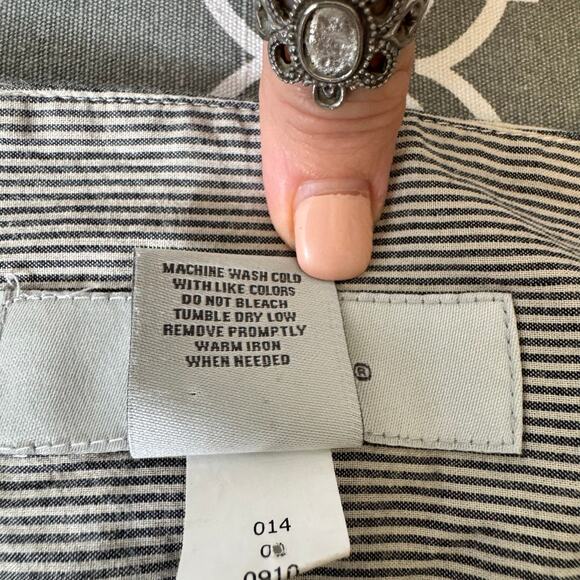 MACHINE WASH COLD
WITH LIKE COLORS
DO NOT BLEACH
TUMBLE DRY LOW
REMOVE PROMPTLY
WARM IRON
WHEN NEEDED
®
014
0910